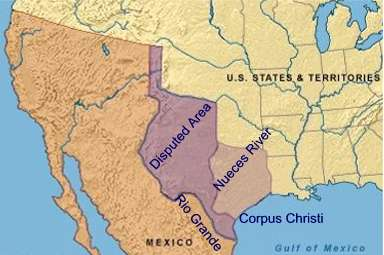 U.S. STATES & TERRITORIES
Disputed Area
Nueces River
Rio Grande
Corpus Christi
MEXICO
Gulf of Mexico